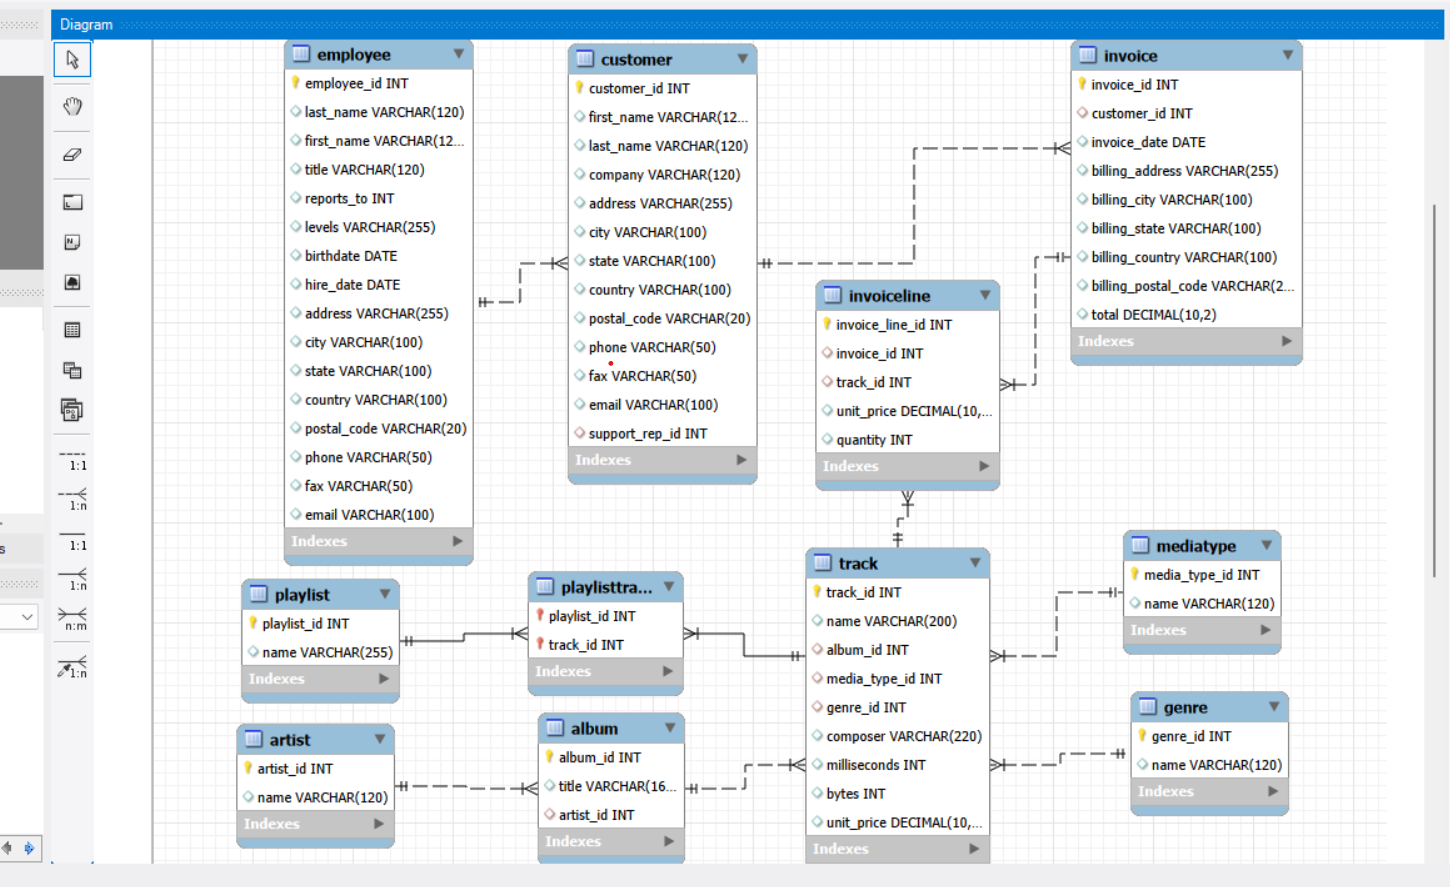 Diagram
employee
employee_id INT
last_name VARCHAR(120)
first_name VARCHAR(12...
title VARCHAR(120)
reports_to INT
levels VARCHAR(255)
birthdate DATE
hire_date DATE
address VARCHAR(255)
city VARCHAR(100)
state VARCHAR(100)
country VARCHAR(100)
postal_code VARCHAR(20)
phone VARCHAR(50)
fax VARCHAR(50)
email VARCHAR(100)
Indexes
customer
customer_id INT
first_name VARCHAR(12...
last_name VARCHAR(120)
company VARCHAR(120)
address VARCHAR(255)
city VARCHAR(100)
state VARCHAR(100)
country VARCHAR(100)
postal_code VARCHAR(20)
phone VARCHAR(50)
fax VARCHAR(50)
email VARCHAR(100)
support_rep_id INT
Indexes
invoice
invoice_id INT
customer_id INT
invoice_date DATE
billing_address VARCHAR(255)
billing_city VARCHAR(100)
billing_state VARCHAR(100)
billing_country VARCHAR(100)
billing_postal_code VARCHAR(2...
total DECIMAL(10,2)
Indexes
invoiceline
invoice_line_id INT
invoice_id INT
track_id INT
unit_price DECIMAL(10,...
quantity INT
Indexes
playlist
playlist_id INT
name VARCHAR(255)
Indexes
playlisttra...
playlist_id INT
track_id INT
Indexes
track
track_id INT
name VARCHAR(200)
album_id INT
media_type_id INT
genre_id INT
composer VARCHAR(220)
milliseconds INT
bytes INT
unit_price DECIMAL(10,...
Indexes
mediatype
media_type_id INT
name VARCHAR(120)
Indexes
artist
artist_id INT
name VARCHAR(120)
Indexes
album
album_id INT
title VARCHAR(16...
artist_id INT
Indexes
genre
genre_id INT
name VARCHAR(120)
Indexes
1:1
1:n
1:1
1:n
n:m
1:n
s